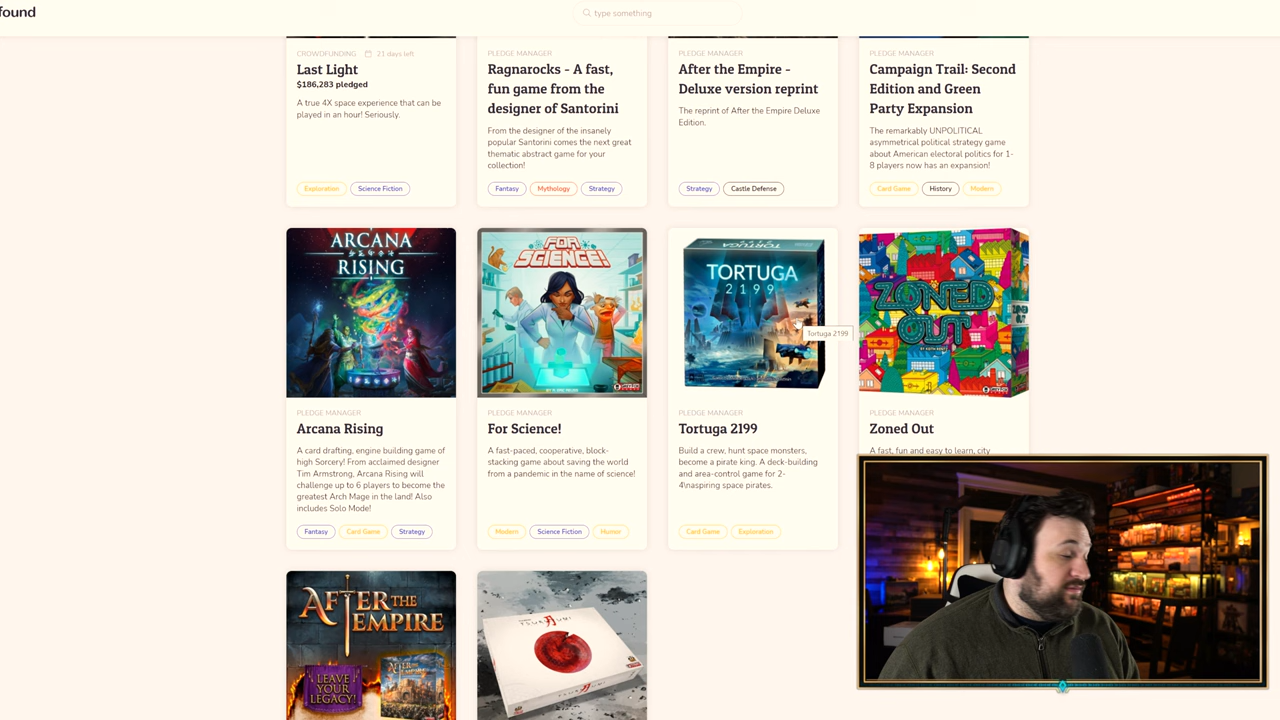 found
type something
CROWDFUNDING 21 days left
Last Light
$186,283 pledged
A true 4X space experience that can be
played in an hour! Seriously.
Exploration Science Fiction
PLEDGE MANAGER
Ragnarocks - A fast,
fun game from the
designer of Santorini
From the designer of the insanely
popular Santorini comes the next great
thematic abstract game for your
collection!
Fantasy Mythology Strategy
PLEDGE MANAGER
After the Empire -
Deluxe version reprint
The reprint of After the Empire Deluxe
Edition.
Strategy Castle Defense
PLEDGE MANAGER
Campaign Trail: Second
Edition and Green
Party Expansion
The remarkably UNPOLITICAL
asymmetrical political strategy game
about American electoral politics for 1-
8 players now has an expansion!
Card Game History Modern
ARCANA
RISING
PLEDGE MANAGER
Arcana Rising
A card drafting, engine building game of
high Sorcery! From acclaimed designer
Tim Armstrong, Arcana Rising will
challenge up to 6 players to become the
greatest Arch Mage in the land! Also
includes Solo Mode!
Fantasy Card Game Strategy
FOR
SCIENCE!
PLEDGE MANAGER
For Science!
A fast-paced, cooperative, block-
stacking game about saving the world
from a pandemic in the name of science!
Modern Science Fiction Humor
TORTUGA
2199
Tortuga 2199
PLEDGE MANAGER
Tortuga 2199
Build a crew, hunt space monsters,
become a pirate king. A deck-building
and area-control game for 2-
4\naspiring space pirates.
Card Game Exploration
ZONED
OUT
PLEDGE MANAGER
Zoned Out
A fast, fun and easy to learn, city
AFTER THE
EMPIRE
LEAVE
YOUR
LEGACY!
AFTER THE
EMPIRE